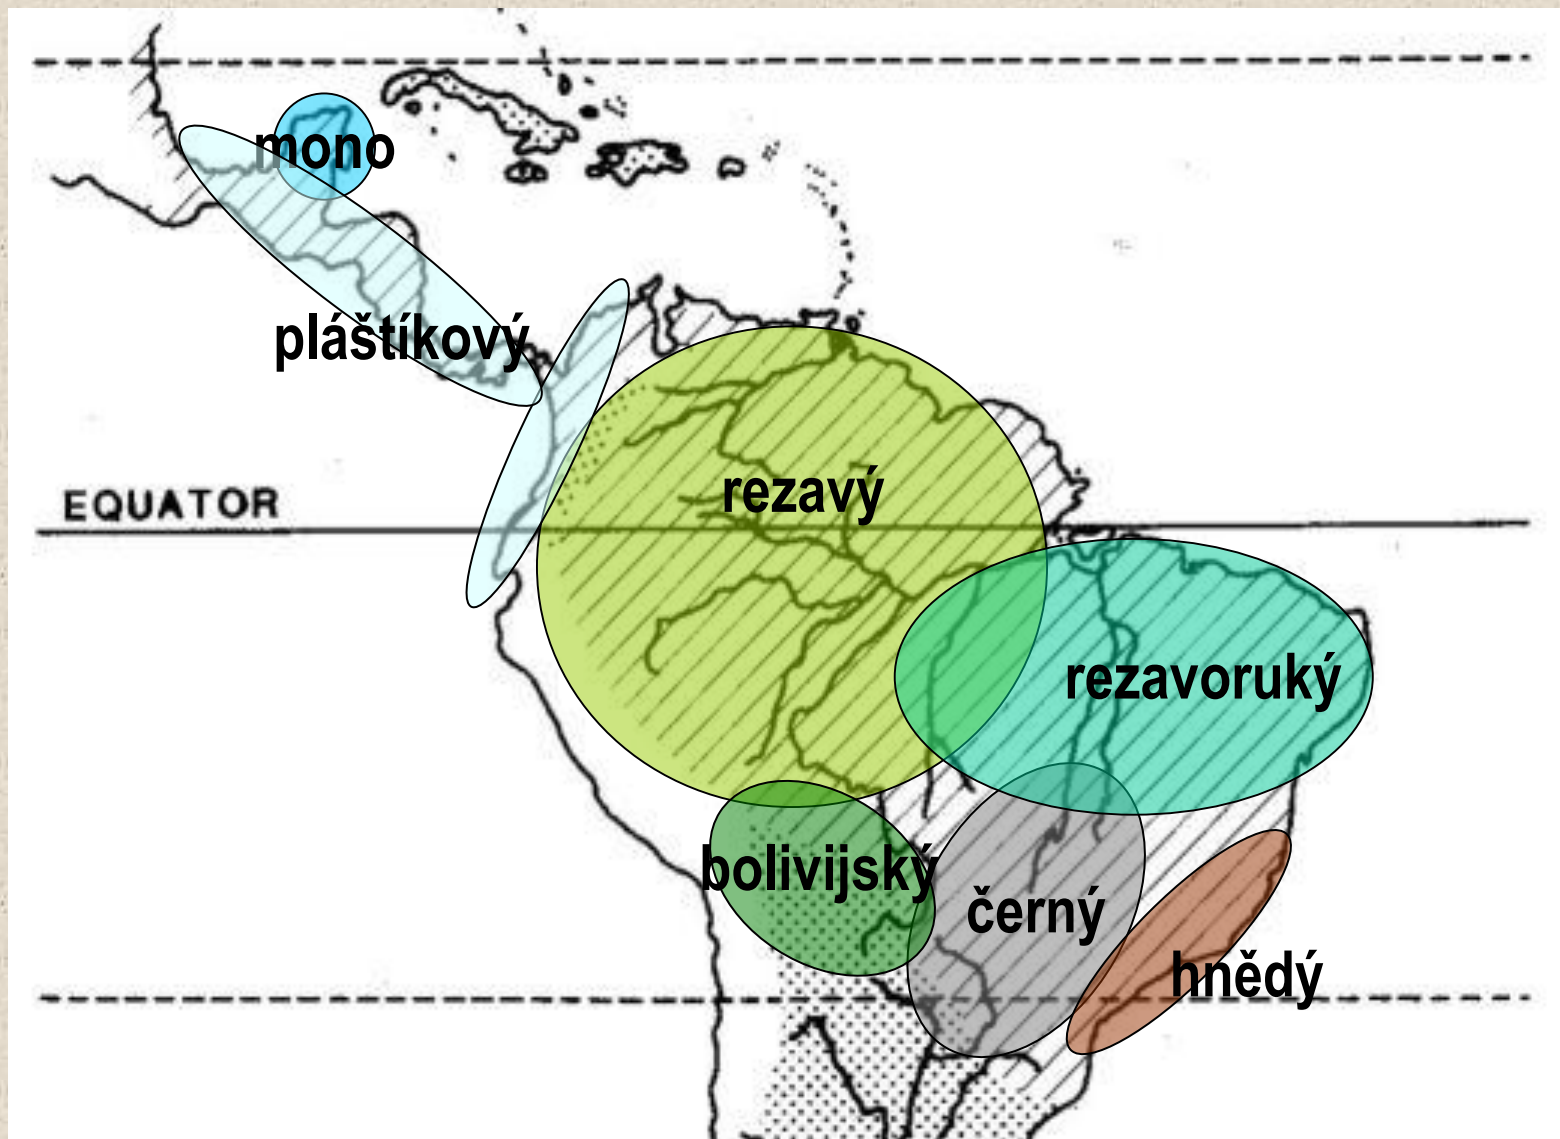 mono
pláštíkový
rezavý
EQUATOR
rezavoruký
bolivijský
černý
hnědý